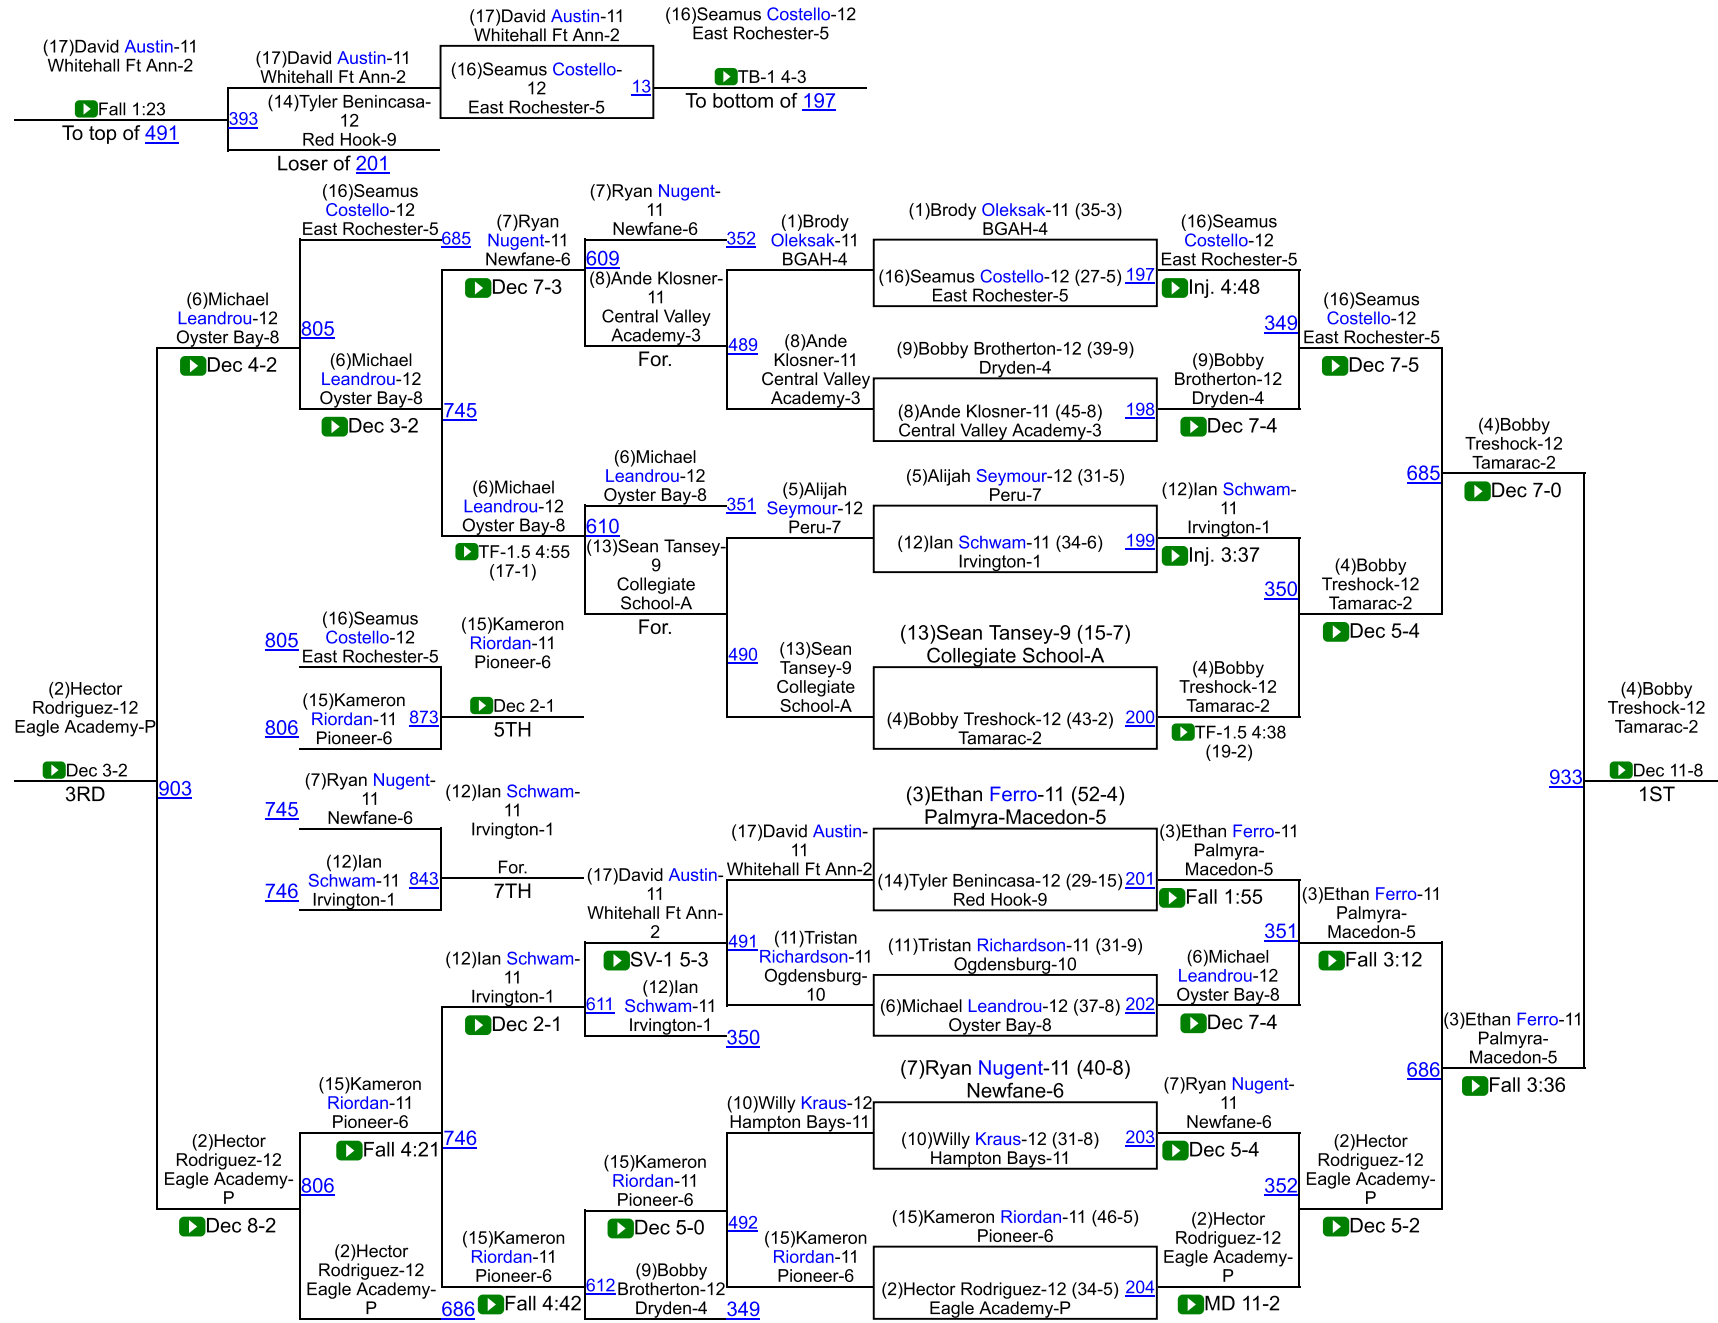 (17)David Austin-11
Whitehall Ft Ann-2
Fall 1:23
To top of 491
(17)David Austin-11
Whitehall Ft Ann-2
393
(14)Tyler Benincasa-
12
Red Hook-9
Loser of 201
(17)David Austin-11
Whitehall Ft Ann-2
(16)Seamus Costello-
12
East Rochester-5
13
(16)Seamus Costello-12
East Rochester-5
TB-1 4-3
To bottom of 197
(2)Hector
Rodriguez-12
Eagle Academy-P
Dec 3-2
3RD
903
(6)Michael
Leandrou-12
Oyster Bay-8
Dec 4-2
(16)Seamus
Costello-12
East Rochester-5
685
805
(6)Michael
Leandrou-12
Oyster Bay-8
Dec 3-2
(7)Ryan
Nugent-11
Newfane-6
Dec 7-3
745
(6)Michael
Leandrou-12
Oyster Bay-8
TF-1.5 4:55
(17-1)
(7)Ryan Nugent-
11
Newfane-6
352
609
(8)Ande Klosner-
11
Central Valley
Academy-3
For.
(6)Michael
Leandrou-12
Oyster Bay-8
351
610
(13)Sean Tansey-
9
Collegiate
School-A
For.
(1)Brody
Oleksak-11
BGAH-4
489
(8)Ande
Klosner-11
Central Valley
Academy-3
(5)Alijah
Seymour-12
Peru-7
490
(13)Sean
Tansey-9
Collegiate
School-A
(1)Brody Oleksak-11 (35-3)
BGAH-4
(16)Seamus Costello-12 (27-5)
East Rochester-5
197
(9)Bobby Brotherton-12 (39-9)
Dryden-4
(8)Ande Klosner-11 (45-8)
Central Valley Academy-3
198
(5)Alijah Seymour-12 (31-5)
Peru-7
(12)Ian Schwam-11 (34-6)
Irvington-1
199
(13)Sean Tansey-9 (15-7)
Collegiate School-A
(4)Bobby Treshock-12 (43-2)
Tamarac-2
200
(16)Seamus
Costello-12
East Rochester-5
Inj. 4:48
349
(9)Bobby
Brotherton-12
Dryden-4
Dec 7-4
(12)Ian Schwam-
11
Irvington-1
Inj. 3:37
350
(4)Bobby
Treshock-12
Tamarac-2
TF-1.5 4:38
(19-2)
(16)Seamus
Costello-12
East Rochester-5
Dec 7-5
685
(4)Bobby
Treshock-12
Tamarac-2
Dec 5-4
(4)Bobby
Treshock-12
Tamarac-2
Dec 7-0
933
(4)Bobby
Treshock-12
Tamarac-2
Dec 11-8
1ST
805
(16)Seamus
Costello-12
East Rochester-5
806
(15)Kameron
Riordan-11
Pioneer-6
873
(15)Kameron
Riordan-11
Pioneer-6
Dec 2-1
5TH
745
(7)Ryan Nugent-
11
Newfane-6
746
(12)Ian
Schwam-11
Irvington-1
843
(12)Ian Schwam-
11
Irvington-1
For.
7TH
(2)Hector
Rodriguez-12
Eagle Academy-
P
Dec 8-2
(15)Kameron
Riordan-11
Pioneer-6
Fall 4:21
806
(2)Hector
Rodriguez-12
Eagle Academy-
P
686
(12)Ian Schwam-
11
Irvington-1
Dec 2-1
746
(15)Kameron
Riordan-11
Pioneer-6
Fall 4:42
(17)David Austin-
11
Whitehall Ft Ann-
2
SV-1 5-3
611
(12)Ian
Schwam-11
Irvington-1
350
(15)Kameron
Riordan-11
Pioneer-6
Dec 5-0
612
(9)Bobby
Brotherton-12
Dryden-4
349
(17)David Austin-
11
Whitehall Ft Ann-2
491
(11)Tristan
Richardson-11
Ogdensburg-
10
(10)Willy Kraus-12
Hampton Bays-11
492
(15)Kameron
Riordan-11
Pioneer-6
(3)Ethan Ferro-11 (52-4)
Palmyra-Macedon-5
(14)Tyler Benincasa-12 (29-15)
Red Hook-9
201
(11)Tristan Richardson-11 (31-9)
Ogdensburg-10
(6)Michael Leandrou-12 (37-8)
Oyster Bay-8
202
(7)Ryan Nugent-11 (40-8)
Newfane-6
(10)Willy Kraus-12 (31-8)
Hampton Bays-11
203
(15)Kameron Riordan-11 (46-5)
Pioneer-6
(2)Hector Rodriguez-12 (34-5)
Eagle Academy-P
204
(3)Ethan Ferro-11
Palmyra-
Macedon-5
Fall 1:55
351
(6)Michael
Leandrou-12
Oyster Bay-8
Dec 7-4
(7)Ryan Nugent-
11
Newfane-6
Dec 5-4
352
(2)Hector
Rodriguez-12
Eagle Academy-
P
MD 11-2
(3)Ethan Ferro-11
Palmyra-
Macedon-5
Fall 3:12
686
(2)Hector
Rodriguez-12
Eagle Academy-
P
Dec 5-2
(3)Ethan Ferro-11
Palmyra-
Macedon-5
Fall 3:36